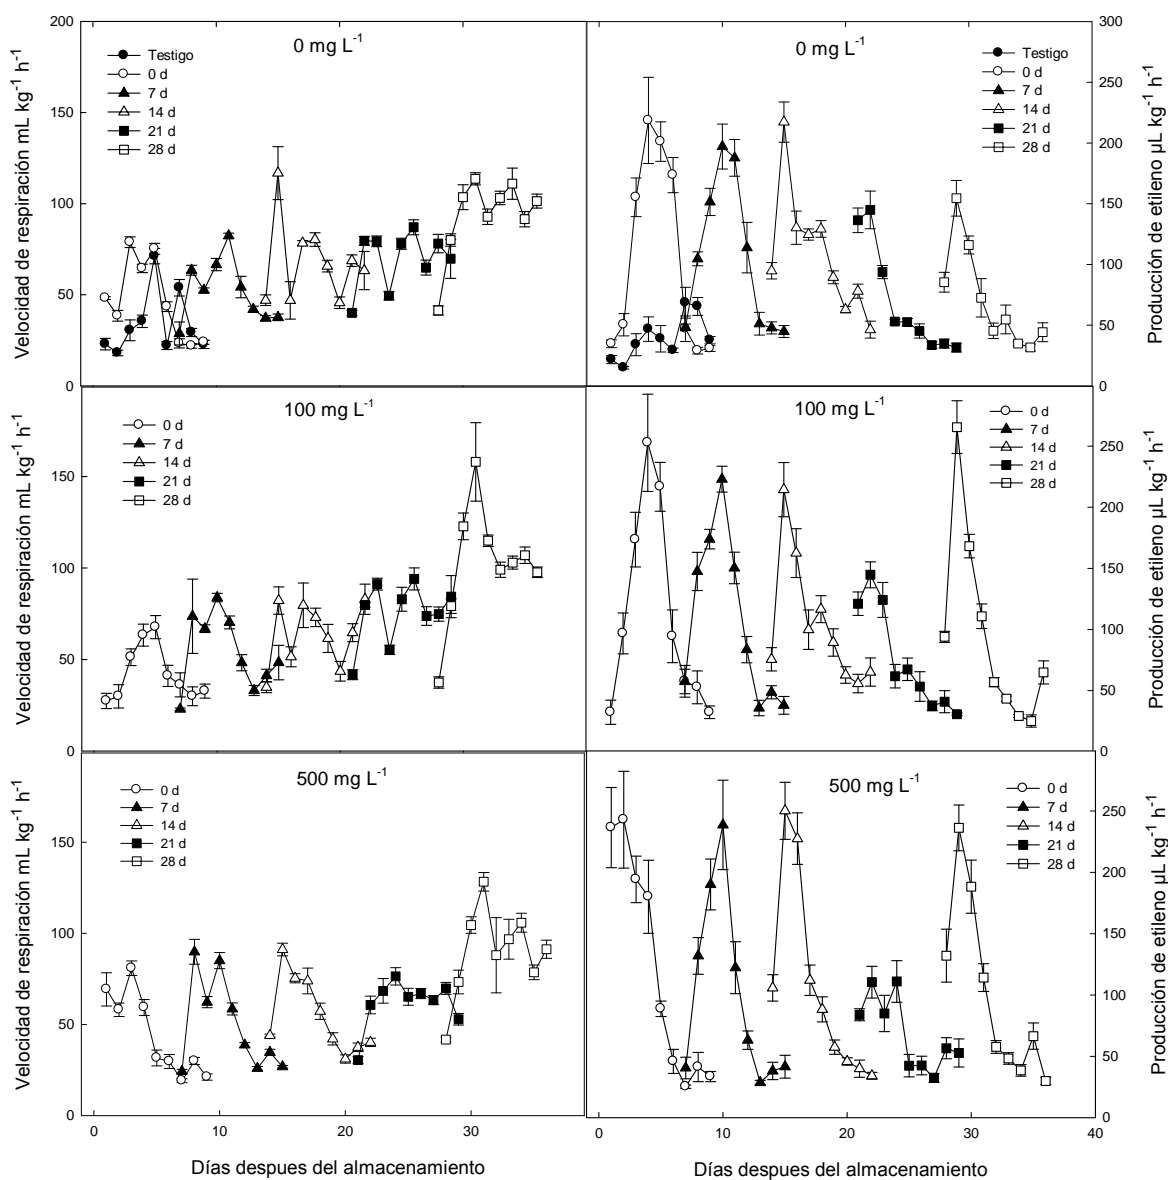 0 mg L-1
Testigo
0 d
7 d
14 d
21 d
28 d
200
150
100
50
0
Velocidad de respiración mL kg-1 h-1
0 mg L-1
Testigo
0 d
7 d
14 d
21 d
28 d
300
250
200
150
100
50
0
Producción de etileno µL kg-1 h-1
100 mg L-1
0 d
7 d
14 d
21 d
28 d
150
100
50
0
Velocidad de respiración mL kg-1 h-1
100 mg L-1
0 d
7 d
14 d
21 d
28 d
250
200
150
100
50
0
Producción de etileno µL kg-1 h-1
500 mg L-1
0 d
7 d
14 d
21 d
28 d
150
100
50
0
Velocidad de respiración mL kg-1 h-1
0 10 20 30
Días despues del almacenamiento
500 mg L-1
0 d
7 d
14 d
21 d
28 d
250
200
150
100
50
0
Producción de etileno µL kg-1 h-1
0 10 20 30 40
Días despues del almacenamiento